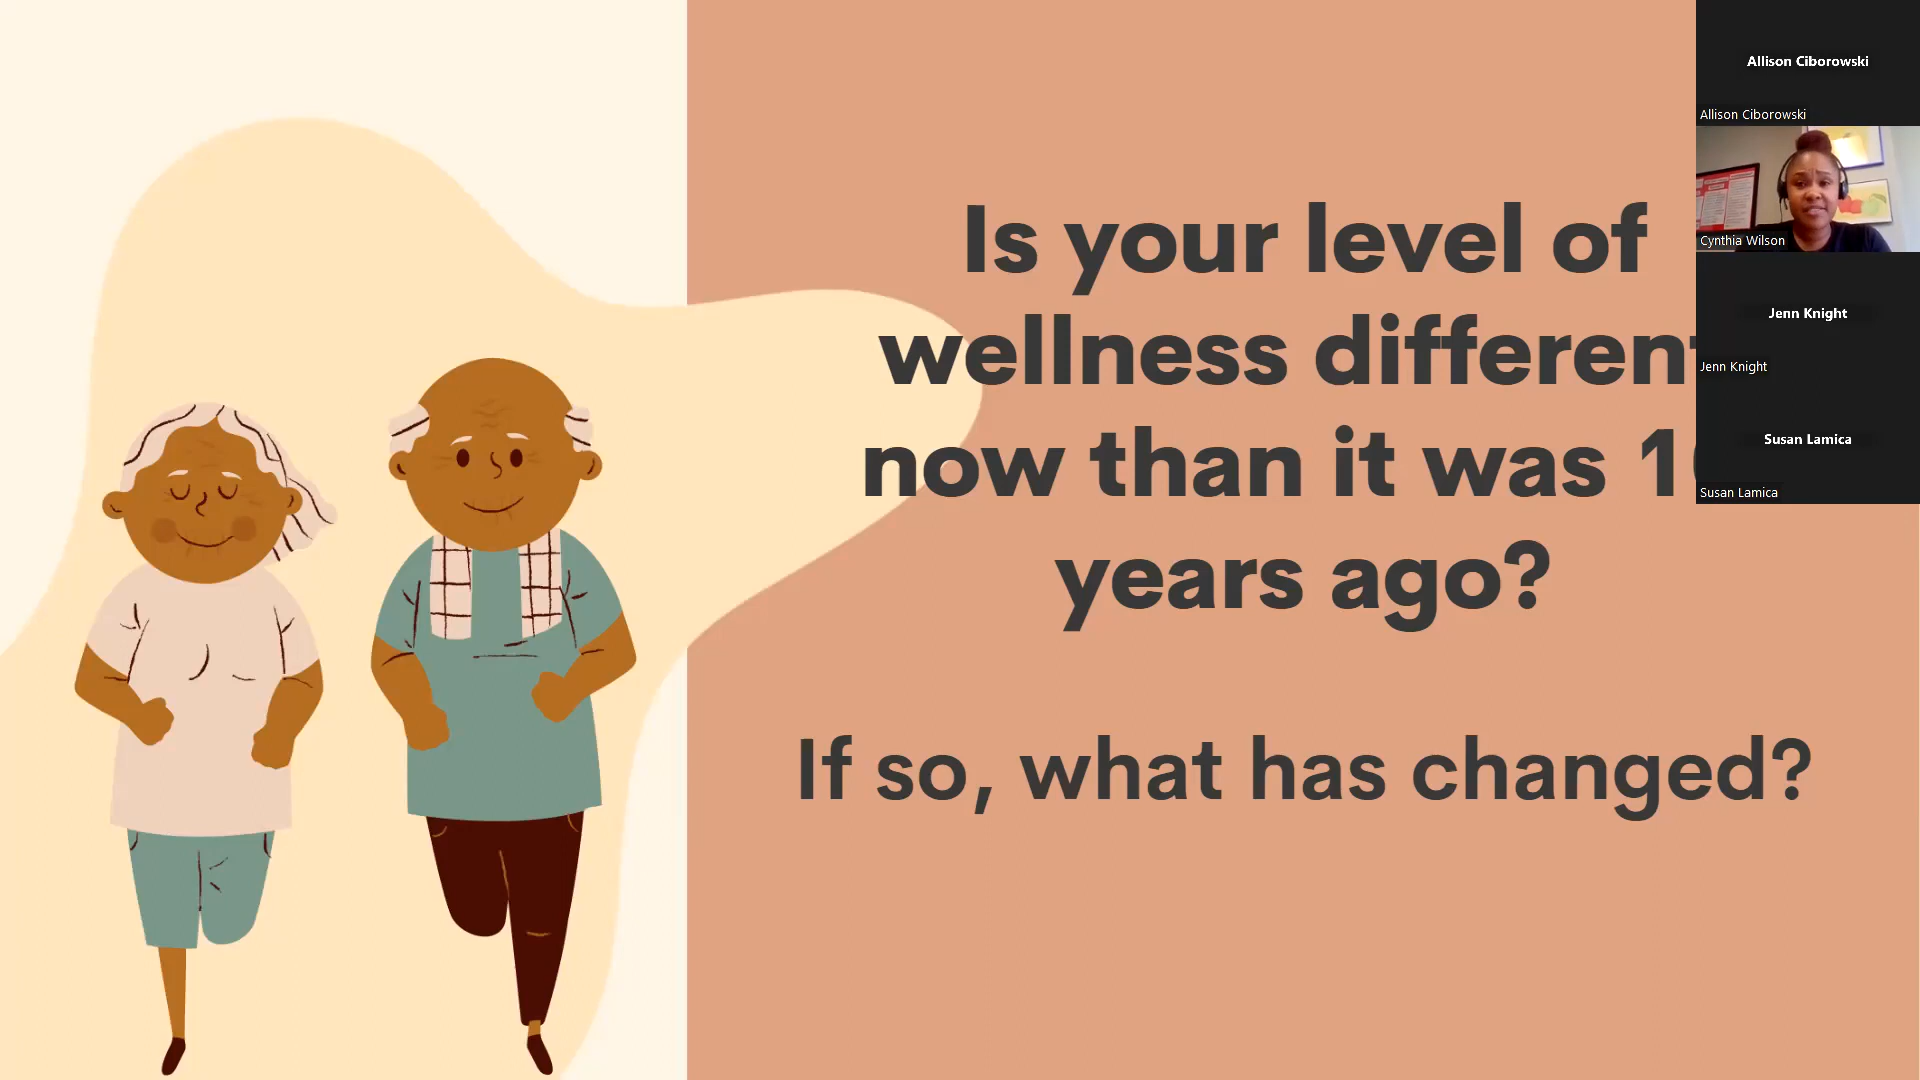 Is your level of
wellness different
now than it was 1
years ago?
If so, what has changed?
Allison Ciborowski
Allison Ciborowski
Cynthia Wilson
Jenn Knight
Jenn Knight
Susan Lamica
Susan Lamica